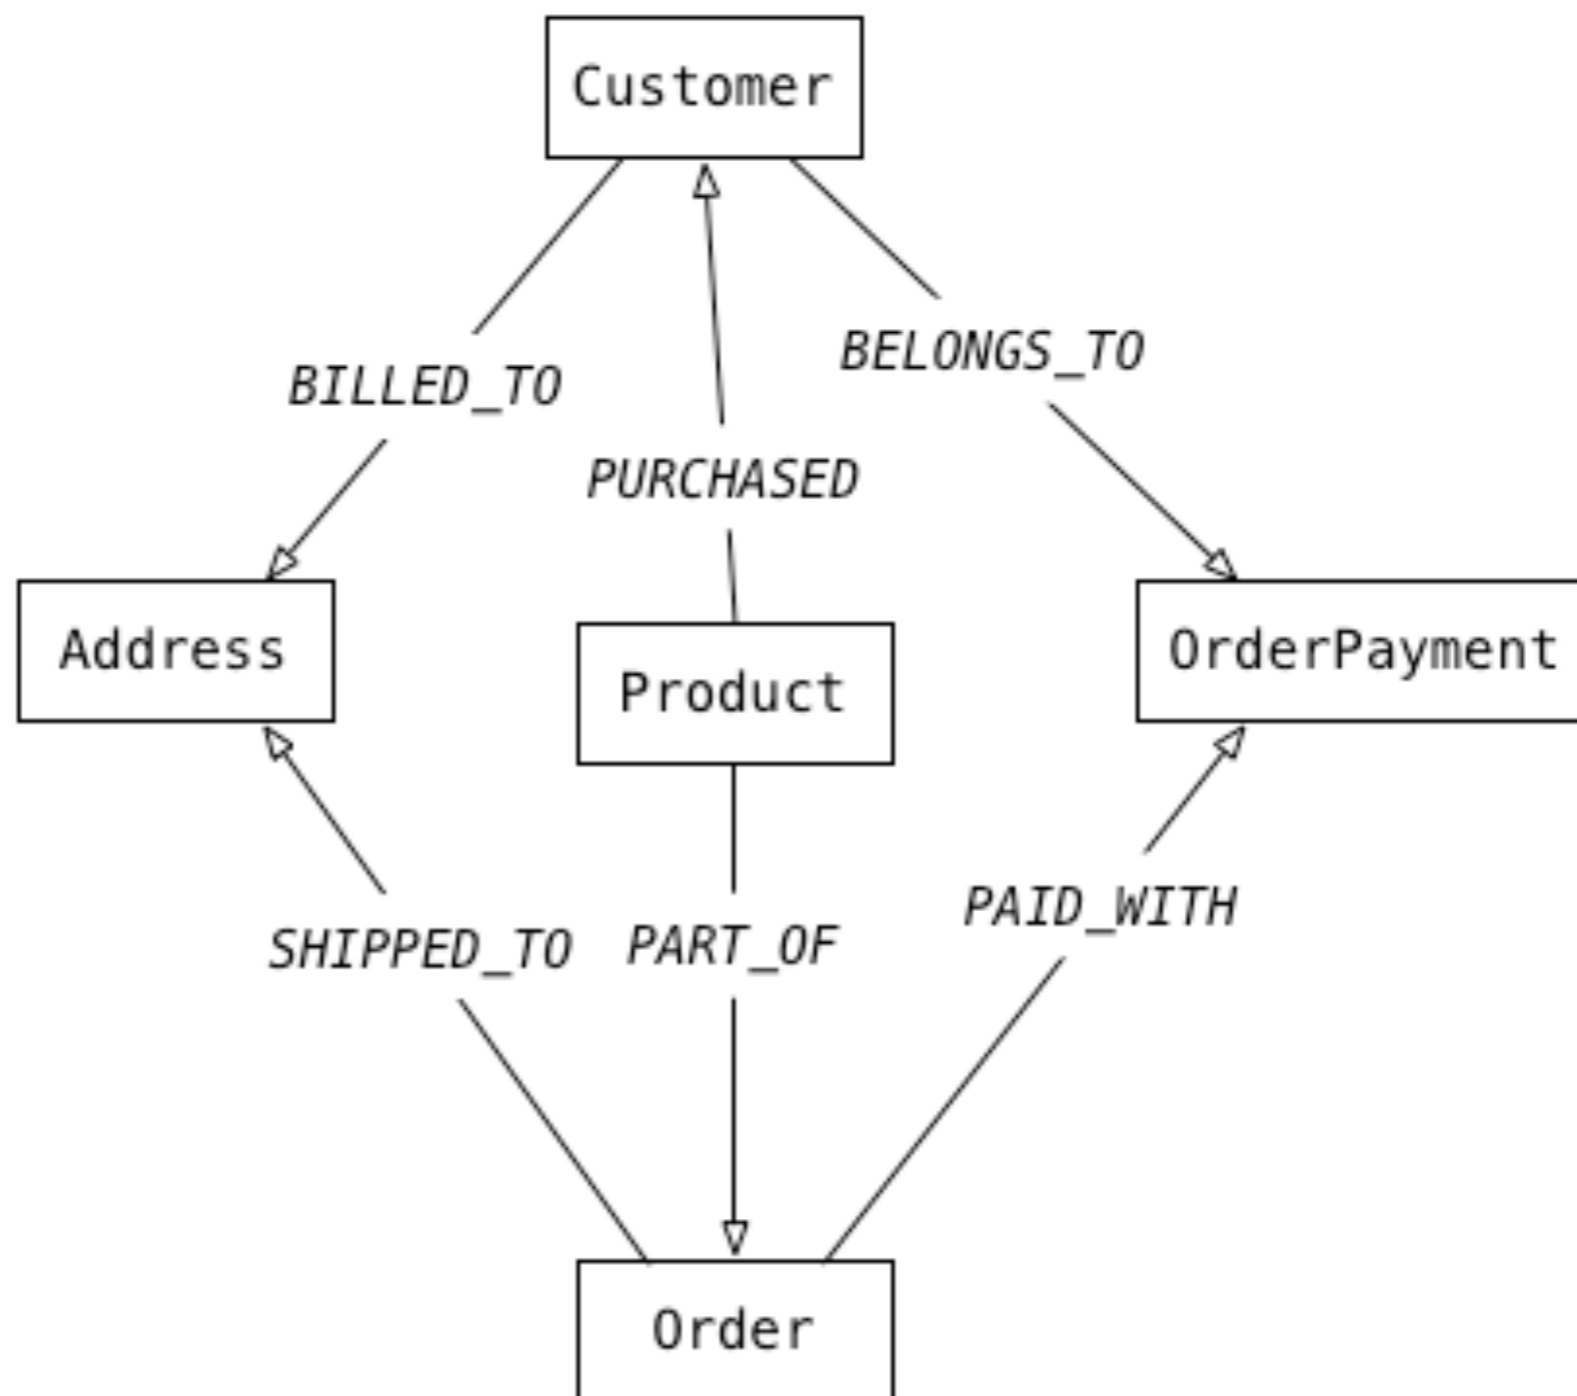 Customer
BELONGS_TO
BILLED_TO
PURCHASED
Address
OrderPayment
Product
PAID_WITH
SHIPPED_TO
PART_OF
Order